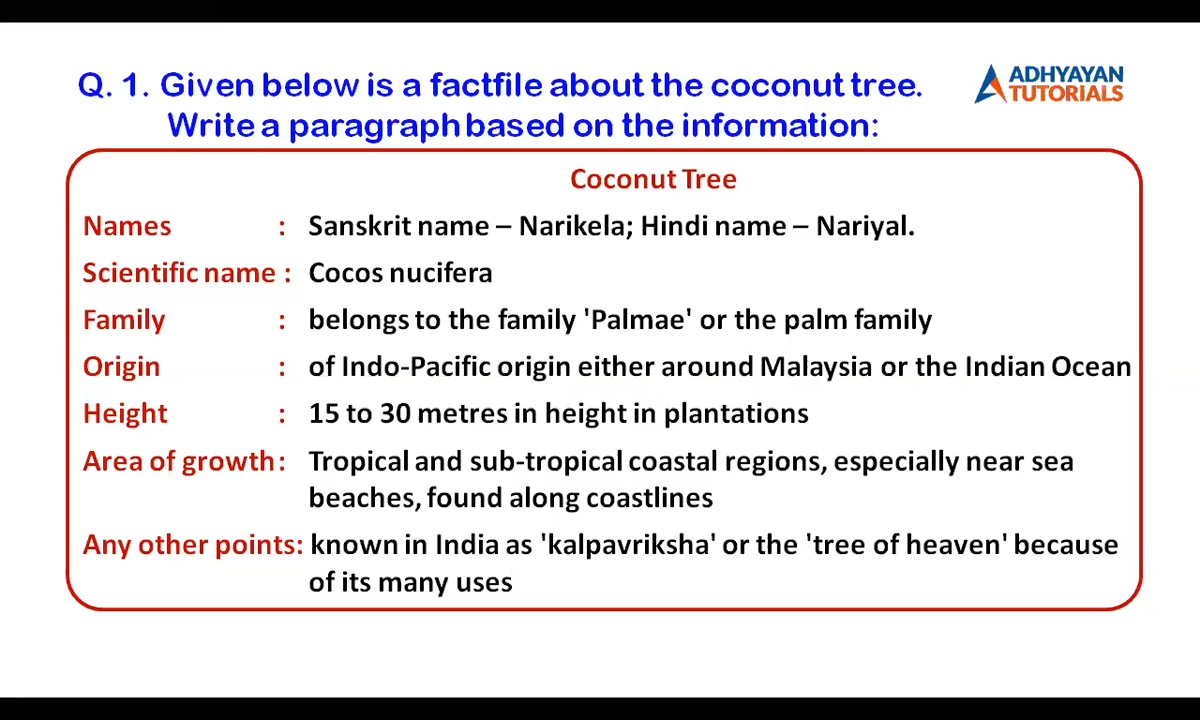 Q. 1. Given below is a factfile about the coconut tree.
Write a paragraph based on the information:
ADHYAYAN
TUTORIALS
Coconut Tree
Names : Sanskrit name – Narikela; Hindi name – Nariyal.
Scientific name : Cocos nucifera
Family : belongs to the family 'Palmae' or the palm family
Origin : of Indo-Pacific origin either around Malaysia or the Indian Ocean
Height : 15 to 30 metres in height in plantations
Area of growth : Tropical and sub-tropical coastal regions, especially near sea
beaches, found along coastlines
Any other points: known in India as 'kalpavriksha' or the 'tree of heaven' because
of its many uses